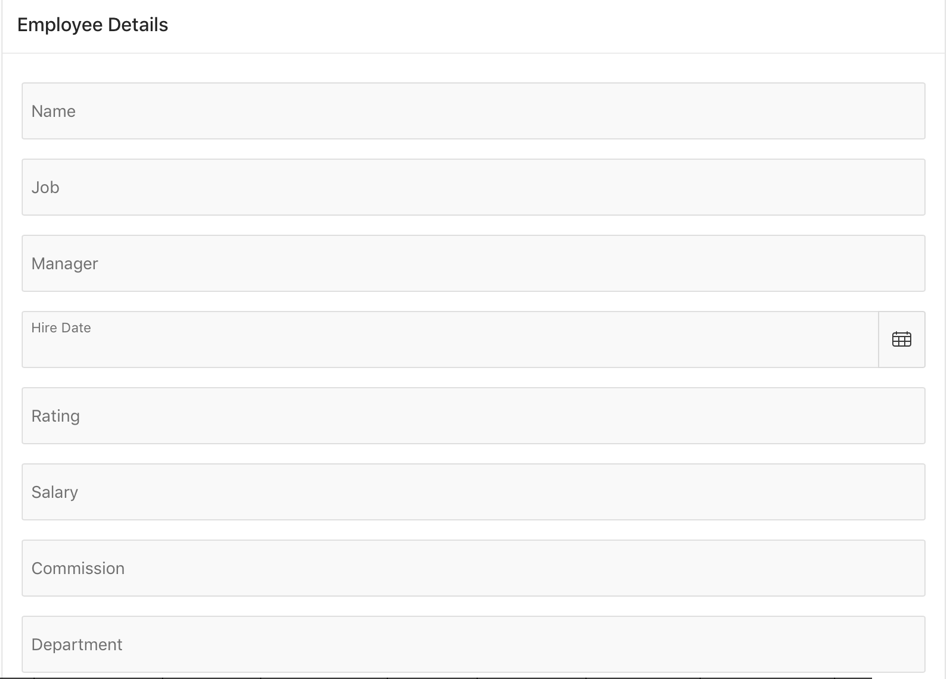 Employee Details
Name
Job
Manager
Hire Date
Rating
Salary
Commission
Department